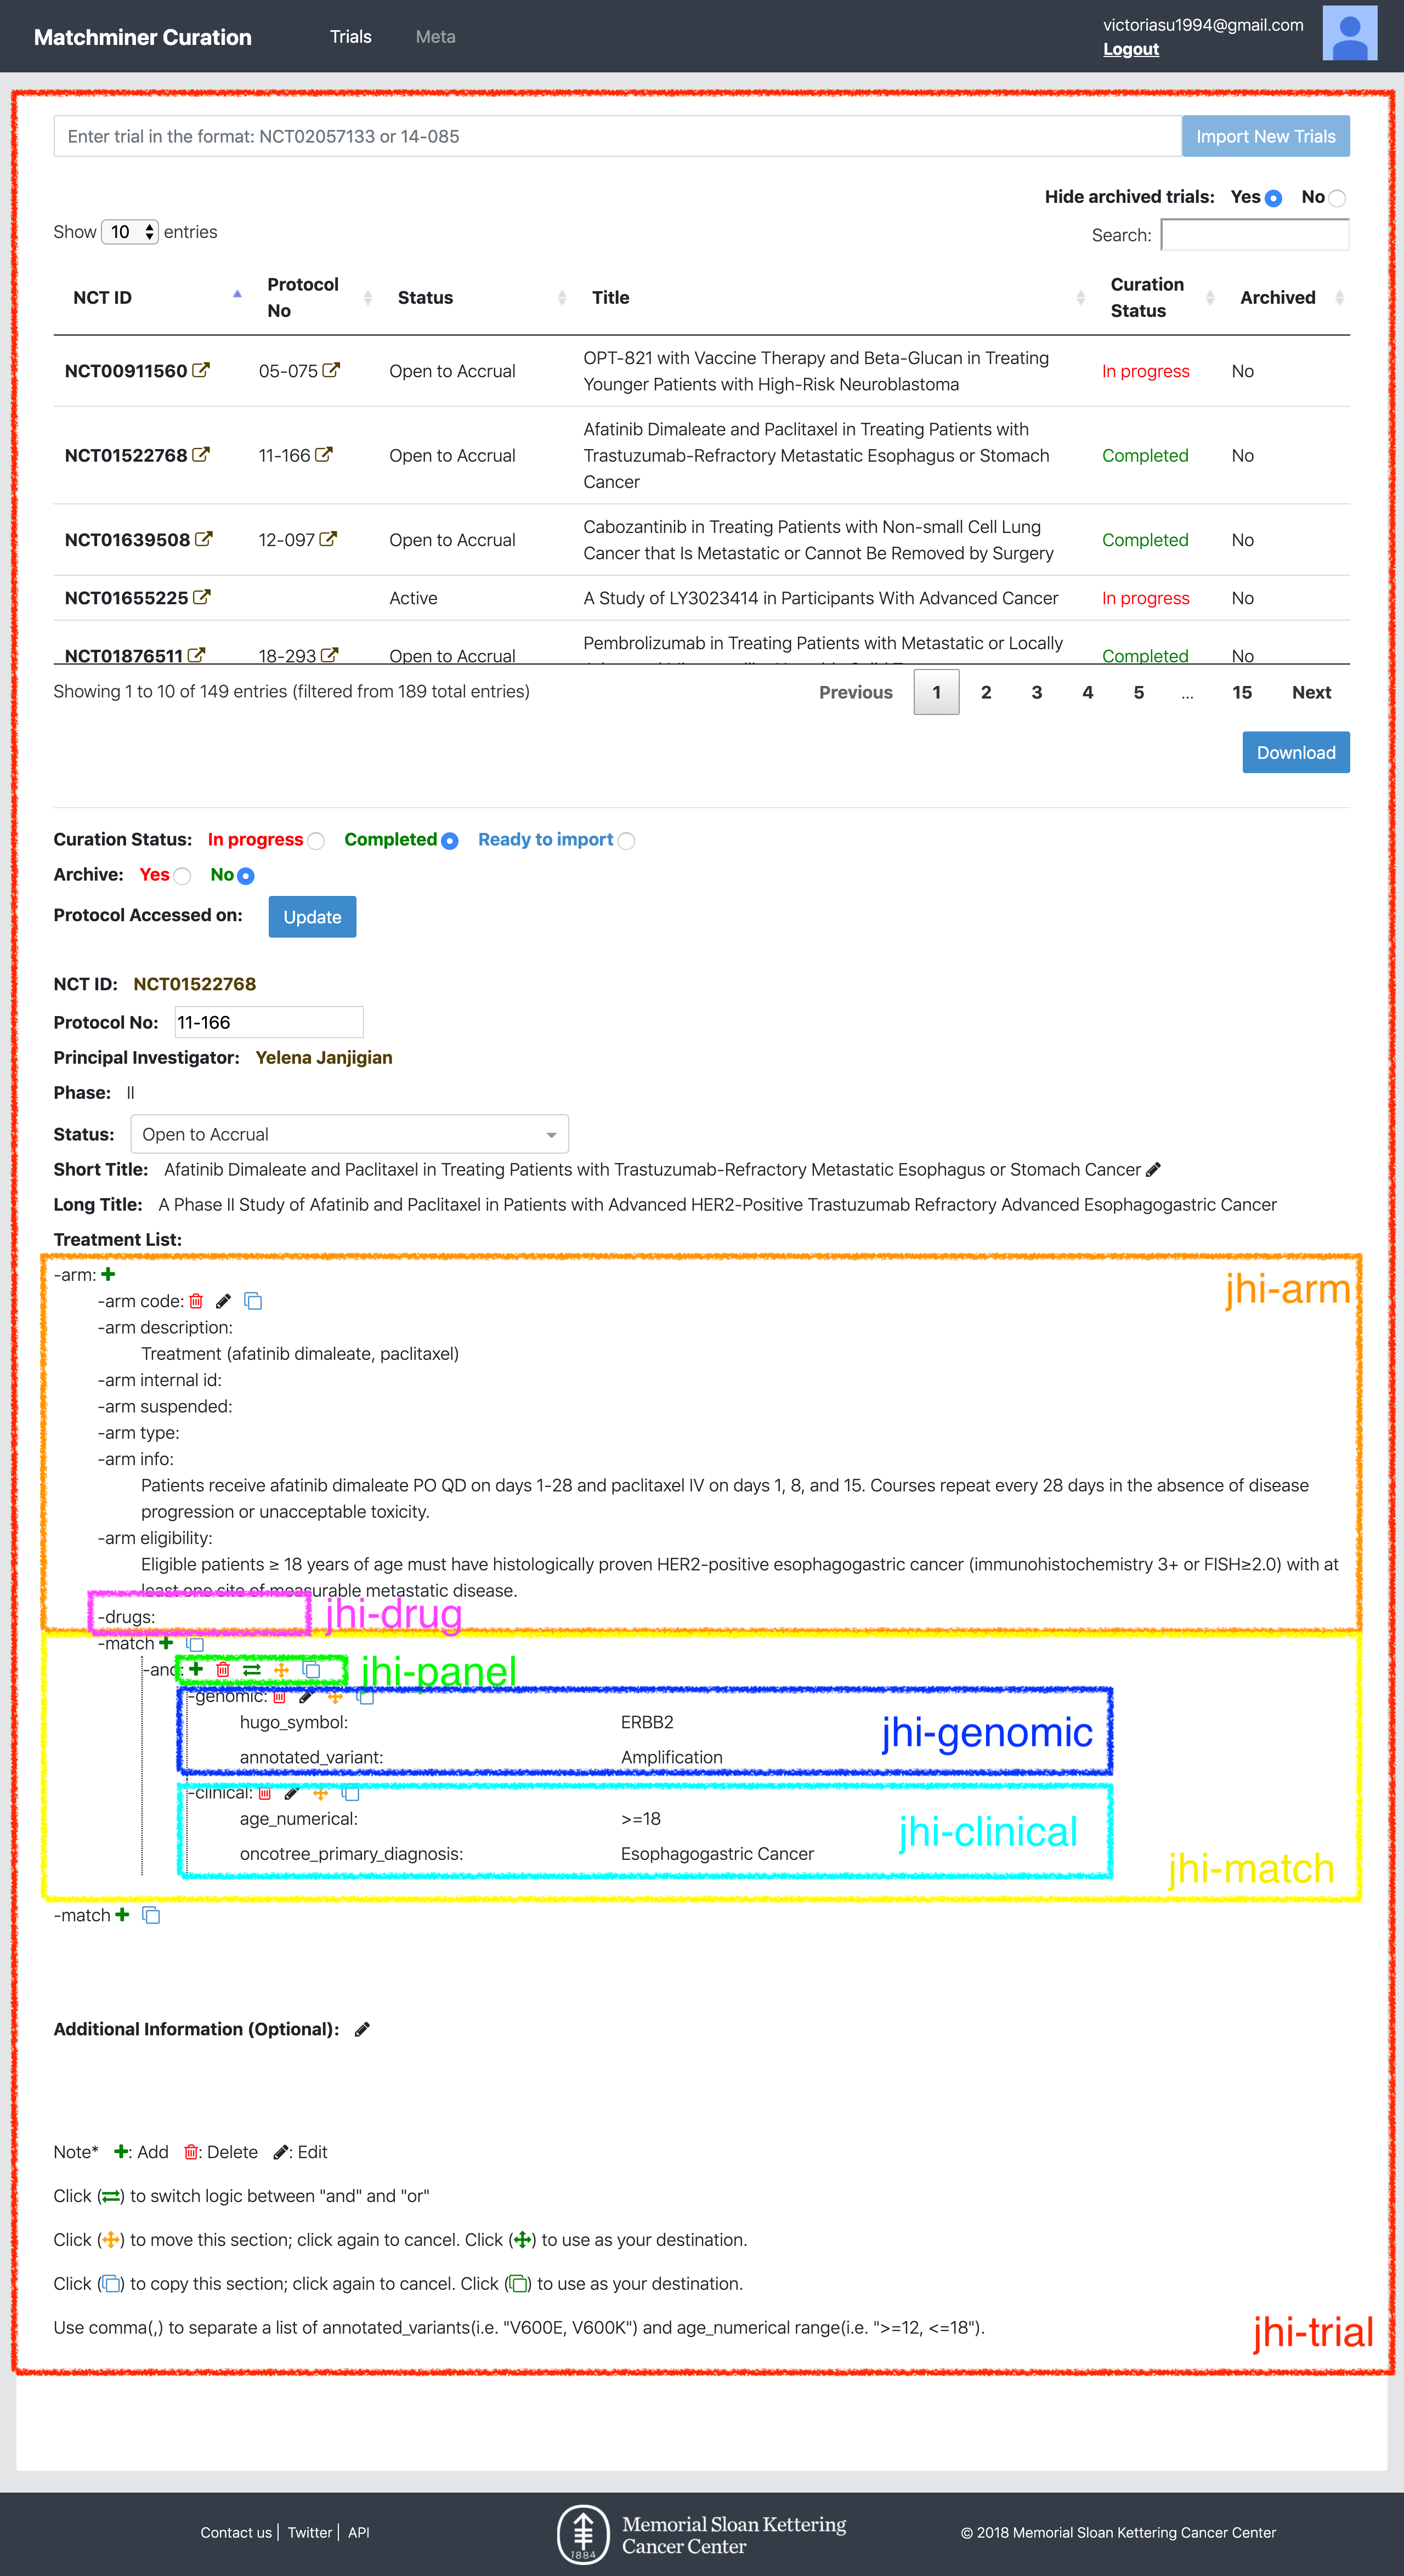 Matchminer Curation Trials Meta victoriasu1994@gmail.com
Logout
Enter trial in the format: NCT02057133 or 14-085 Import New Trials
Hide archived trials: Yes No
Show 10 entries Search:
NCT ID Protocol No Status Title Curation Status Archived
NCT00911560 05-075 Open to Accrual OPT-821 with Vaccine Therapy and Beta-Glucan in Treating In progress No
Younger Patients with High-Risk Neuroblastoma
Afatinib Dimaleate and Paclitaxel in Treating Patients with
NCT01522768 11-166 Open to Accrual Trastuzumab-Refractory Metastatic Esophagus or Stomach Completed No
Cancer
NCT01639508 12-097 Open to Accrual Cabozantinib in Treating Patients with Non-small Cell Lung Completed No
Cancer that Is Metastatic or Cannot Be Removed by Surgery
NCT01655225 Active A Study of LY3023414 in Participants With Advanced Cancer In progress No
NCT01876511 18-293 Open to Accrual Pembrolizumab in Treating Patients with Metastatic or Locally Completed No
Showing 1 to 10 of 149 entries (filtered from 189 total entries) Previous 1 2 3 4 5 ... 15 Next
Download
Curation Status: In progress Completed Ready to import
Archive: Yes No
Protocol Accessed on: Update
NCT ID: NCT01522768
Protocol No: 11-166
Principal Investigator: Yelena Janjigian
Phase: II
Status: Open to Accrual
Short Title: Afatinib Dimaleate and Paclitaxel in Treating Patients with Trastuzumab-Refractory Metastatic Esophagus or Stomach Cancer
Long Title: A Phase II Study of Afatinib and Paclitaxel in Patients with Advanced HER2-Positive Trastuzumab Refractory Advanced Esophagogastric Cancer
Treatment List:
-arm: jhi-arm
-arm code:
-arm description:
Treatment (afatinib dimaleate, paclitaxel)
-arm internal id:
-arm suspended:
-arm type:
-arm info:
Patients receive afatinib dimaleate PO QD on days 1-28 and paclitaxel IV on days 1, 8, and 15. Courses repeat every 28 days in the absence of disease
progression or unacceptable toxicity.
-arm eligibility:
Eligible patients ≥ 18 years of age must have histologically proven HER2-positive esophagogastric cancer (immunohistochemistry 3+ or FISH≥2.0) with at
least one site of measurable metastatic disease.
-drugs: jhi-drug
-match
-and: jhi-panel
-genomic:
hugo_symbol: ERBB2 jhi-genomic
annotated_variant: Amplification
-clinical:
age_numerical: >=18 jhi-clinical
oncotree_primary_diagnosis: Esophagogastric Cancer
jhi-match
-match
Additional Information (Optional):
Note* : Add : Delete : Edit
Click ( ) to switch logic between "and" and "or"
Click ( ) to move this section; click again to cancel. Click ( ) to use as your destination.
Click ( ) to copy this section; click again to cancel. Click ( ) to use as your destination.
Use comma(,) to separate a list of annotated_variants(i.e. "V600E, V600K") and age_numerical range(i.e. ">=12, <=18").
jhi-trial
Contact us | Twitter | API 1884 Memorial Sloan Kettering
Cancer Center © 2018 Memorial Sloan Kettering Cancer Center